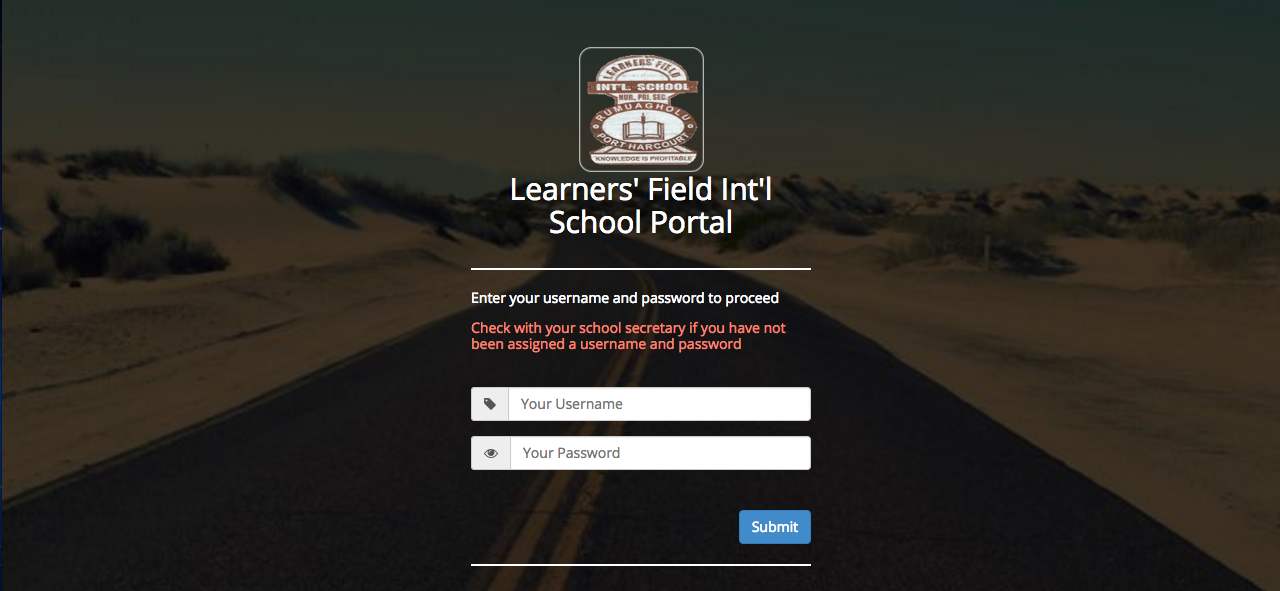 LEARNERS' FIELD
INT'L. SCHOOL
NUR., PRI, SEC.
RUMUAGHOLU
PORT HARCOURT
KNOWLEDGE IS PROFITABLE
Learners' Field Int'l
School Portal
Enter your username and password to proceed
Check with your school secretary if you have not
been assigned a username and password
Your Username
Your Password
Submit